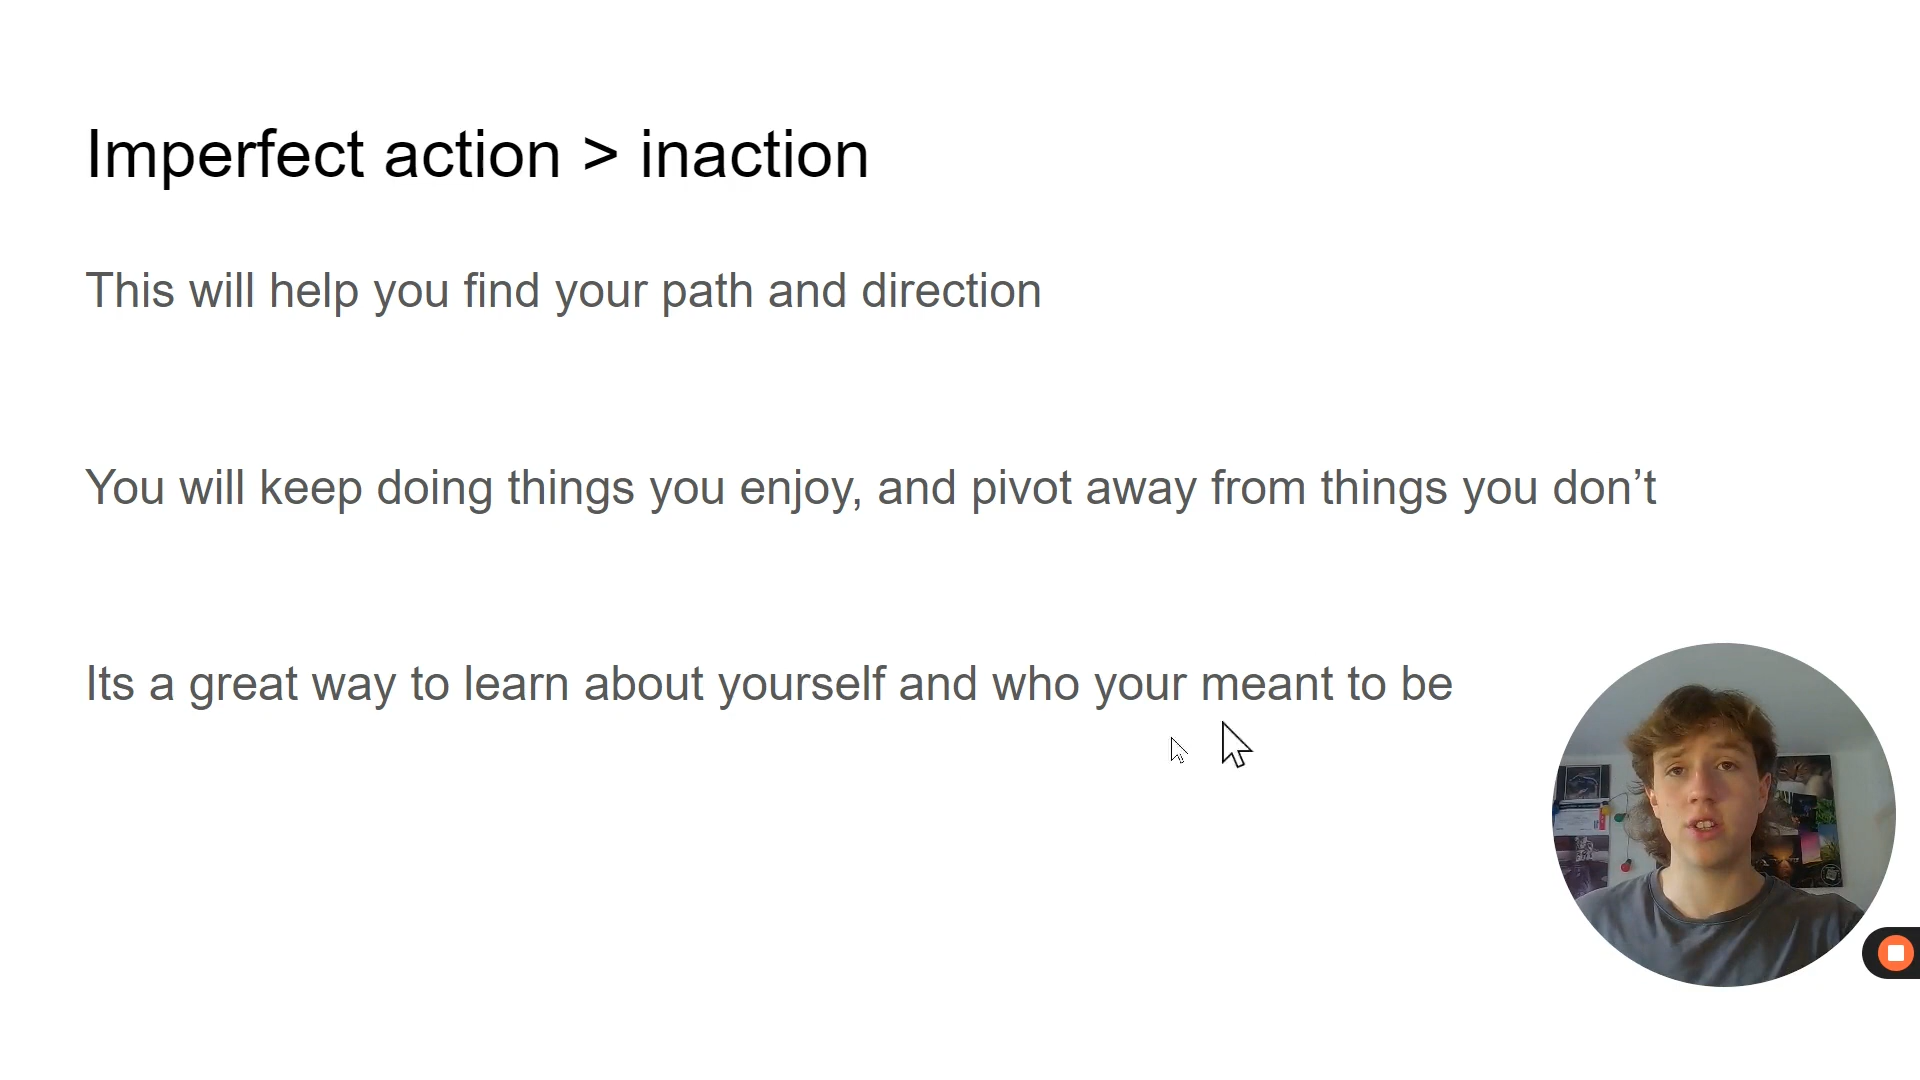 Imperfect action > inaction
This will help you find your path and direction
You will keep doing things you enjoy, and pivot away from things you don’t
Its a great way to learn about yourself and who your meant to be